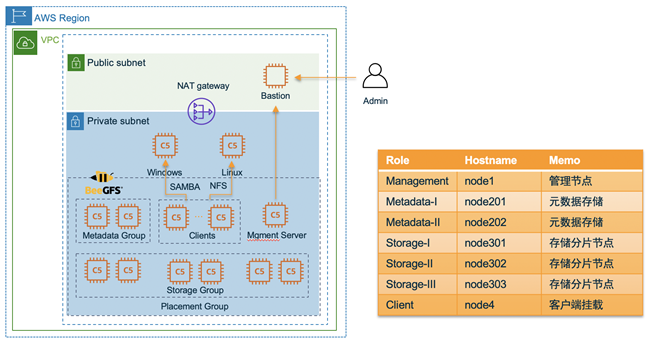 AWS Region
VPC
Public subnet
NAT gateway
Bastion
Admin
Private subnet
C5 C5
Windows Linux
BeeGFS®
SAMBA NFS
C5 C5 C5 C5 C5
Metadata Group Clients Mqment Server
C5 C5 C5 C5 C5 C5
Storage Group
Placement Group
Role Hostname Memo
Management node1 管理节点
Metadata-I node201 元数据存储
Metadata-II node202 元数据存储
Storage-I node301 存储分片节点
Storage-II node302 存储分片节点
Storage-III node303 存储分片节点
Client node4 客户端挂载